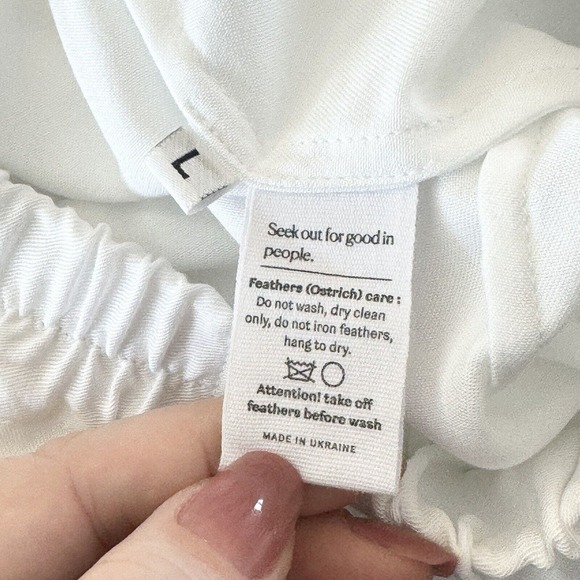 L
Seek out for good in
people.
Feathers (Ostrich) care :
Do not wash, dry clean
only, do not iron feathers,
hang to dry.
Attention! take off
feathers before wash
MADE IN UKRAINE